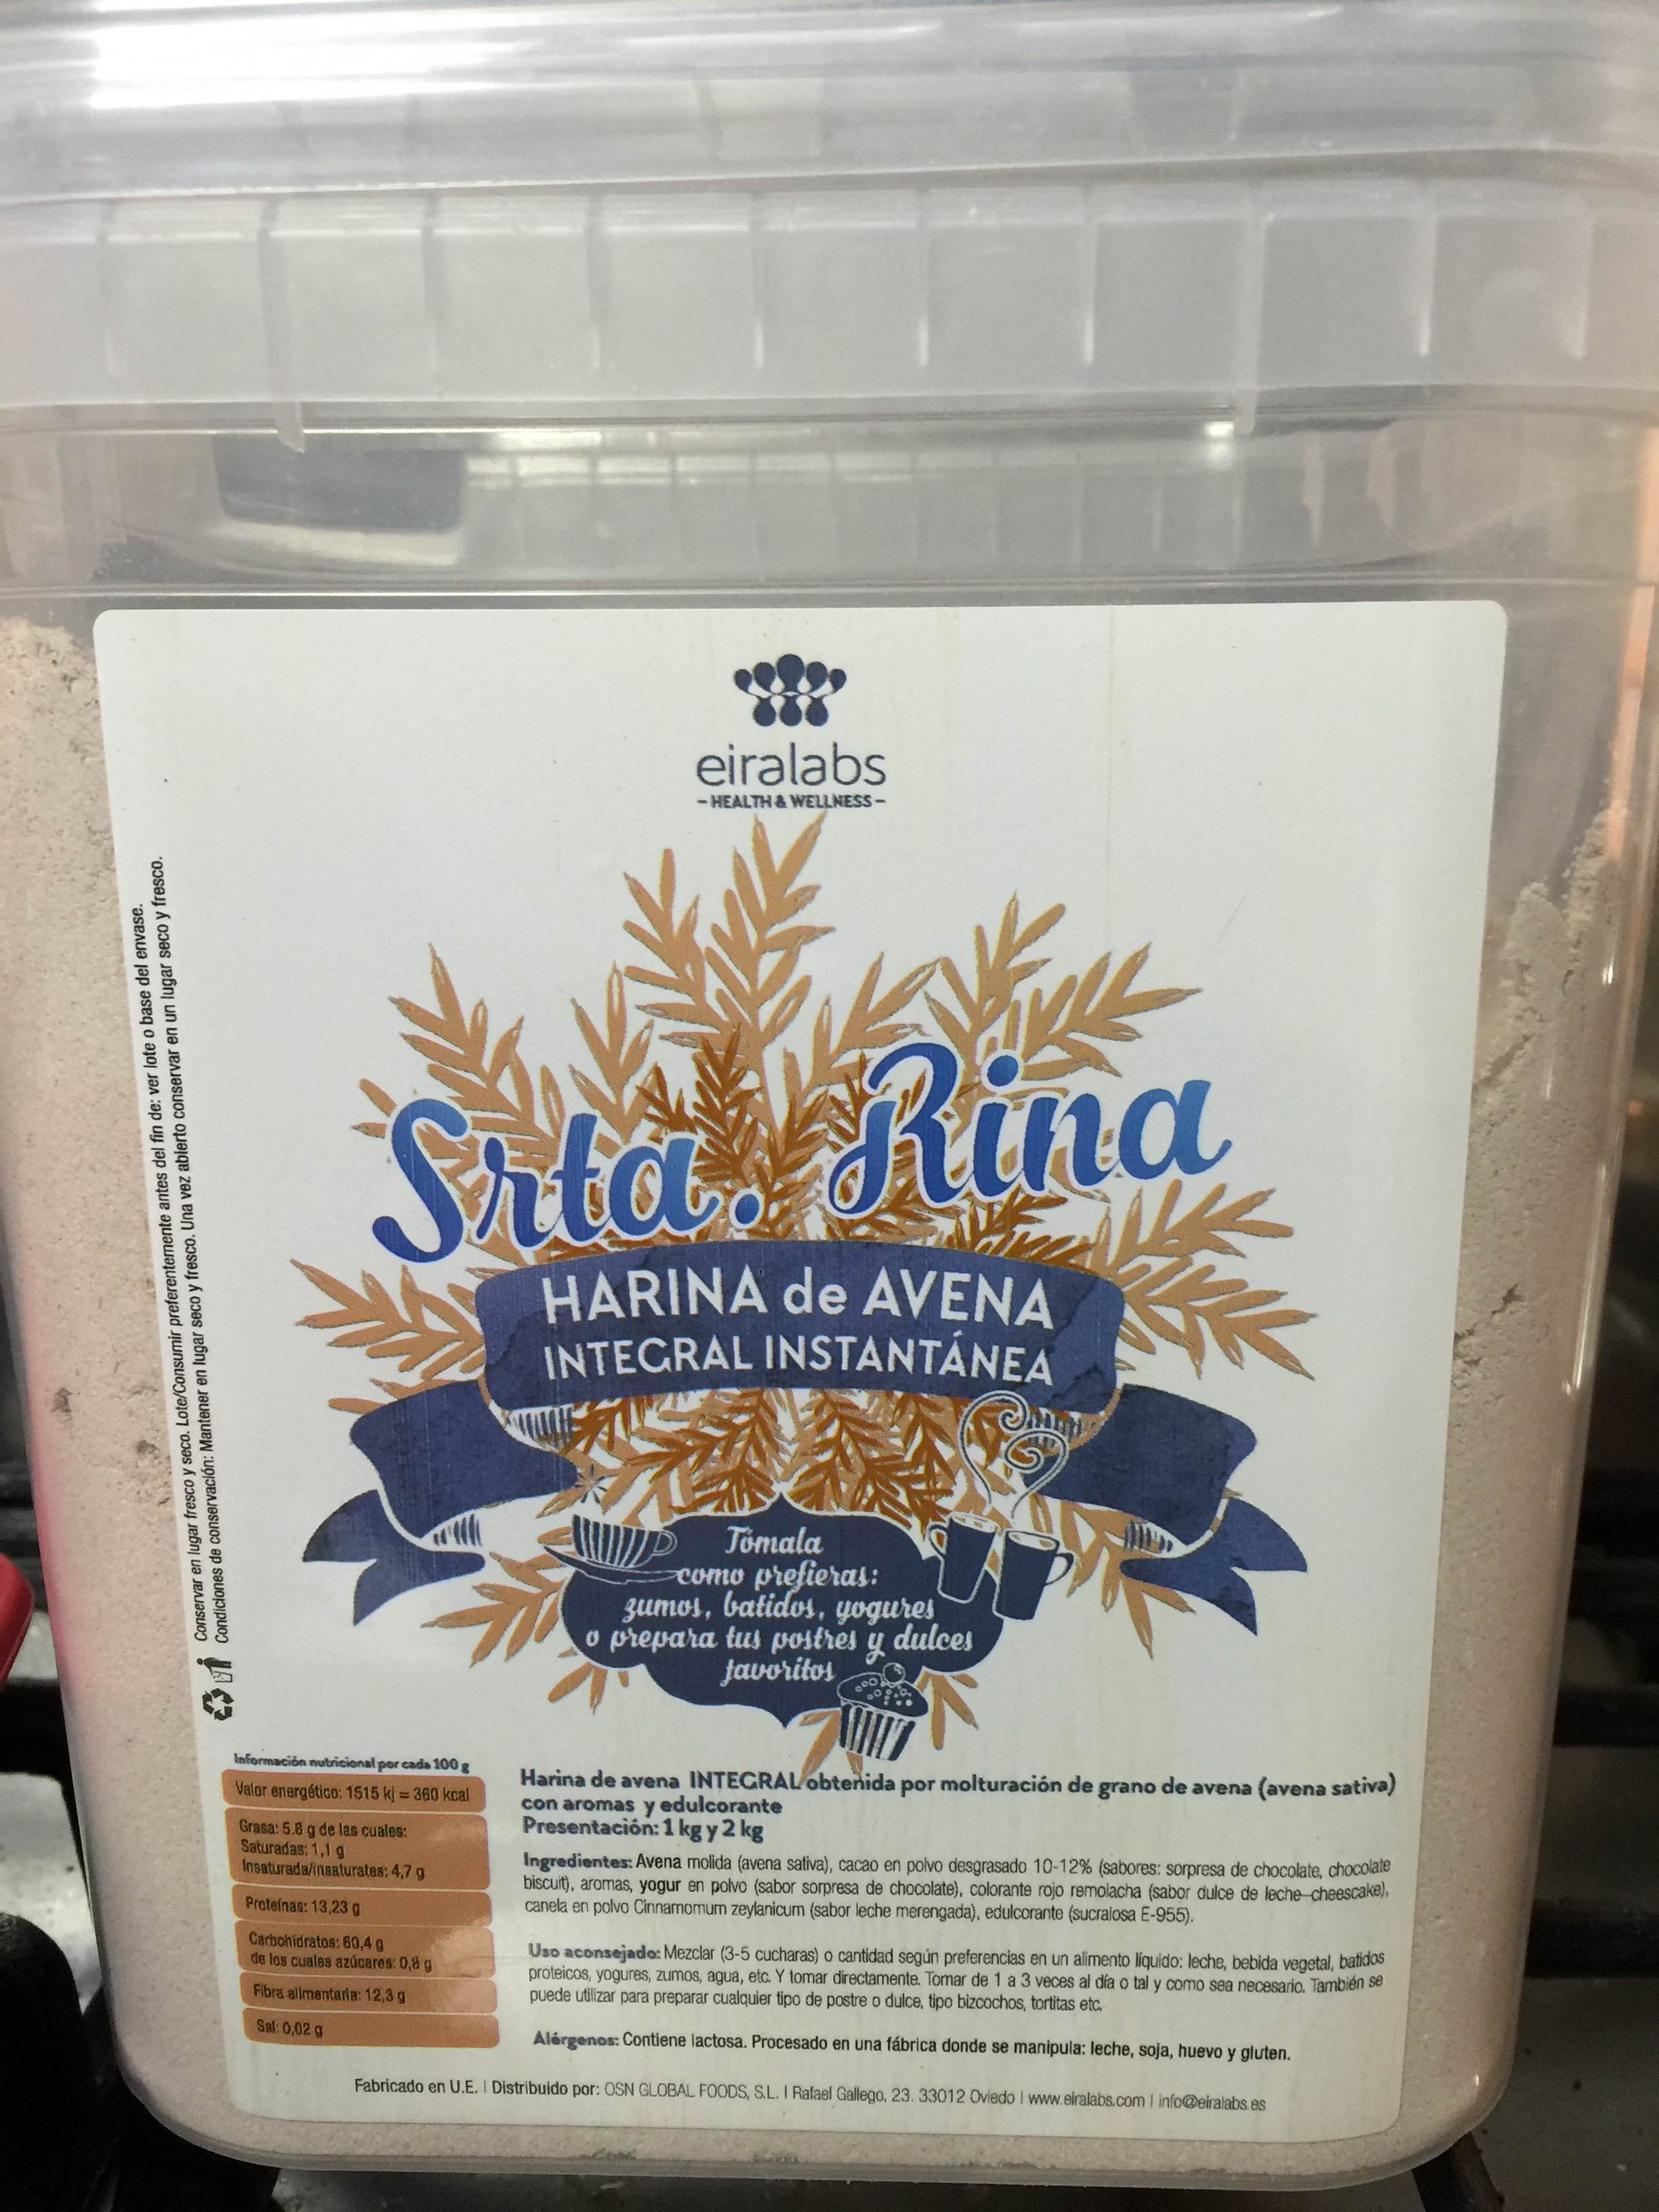 eiralabs
- HEALTH & WELLNESS -
Srta. Rina
HARINA de AVENA
INTEGRAL INSTANTÁNEA
Tómala
como prefieras:
zumos, batidos, yogures
o prepara tus postres y dulces
favoritos
Conservar en lugar fresco y seco. Lote/Consumir preferentemente antes del fin de: ver lote o base del envase.
Condiciones de conservación: Mantener en lugar seco y fresco. Una vez abierto conservar en un lugar seco y fresco.
Información nutricional por cada 100 g
Valor energético: 1515 kj = 360 kcal
Grasa: 5.8 g de las cuales:
Saturadas: 1,1 g
Insaturada/insaturates: 4,7 g
Proteínas: 13,23 g
Carbohidratos: 60,4 g
de los cuales azúcares: 0,8 g
Fibra alimentaria: 12,3 g
Sal: 0,02 g
Harina de avena INTEGRAL obtenida por molturación de grano de avena (avena sativa)
con aromas y edulcorante
Presentación: 1 kg y 2 kg
Ingredientes: Avena molida (avena sativa), cacao en polvo desgrasado 10-12% (sabores: sorpresa de chocolate, chocolate
biscuit), aromas, yogur en polvo (sabor sorpresa de chocolate), colorante rojo remolacha (sabor dulce de leche–cheescake),
canela en polvo Cinnamomum zeylanicum (sabor leche merengada), edulcorante (sucralosa E-955).
Uso aconsejado: Mezclar (3-5 cucharas) o cantidad según preferencias en un alimento líquido: leche, bebida vegetal, batidos
proteicos, yogures, zumos, agua, etc. Y tomar directamente. Tomar de 1 a 3 veces al día o tal y como sea necesario. También se
puede utilizar para preparar cualquier tipo de postre o dulce, tipo bizcochos, tortitas etc.
Alérgenos: Contiene lactosa. Procesado en una fábrica donde se manipula: leche, soja, huevo y gluten.
Fabricado en U.E. | Distribuido por: OSN GLOBAL FOODS, S.L. | Rafael Gallego, 23. 33012 Oviedo | www.eiralabs.com | info@eiralabs.es